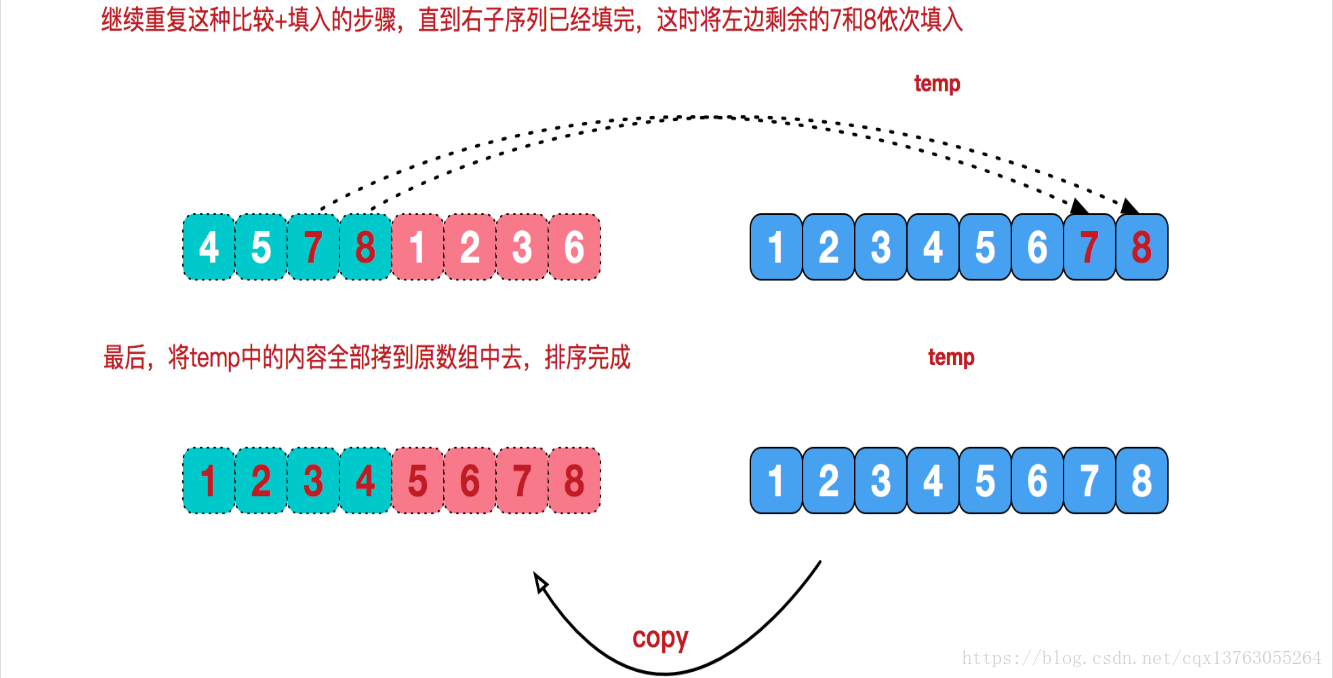 继续重复这种比较+填入的步骤，直到右子序列已经填完，这时将左边剩余的7和8依次填入
temp
4 5 7 8 1 2 3 6
1 2 3 4 5 6 7 8
最后，将temp中的内容全部拷到原数组中去，排序完成
temp
1 2 3 4 5 6 7 8
1 2 3 4 5 6 7 8
copy
https://blog.csdn.net/cqx13763055264